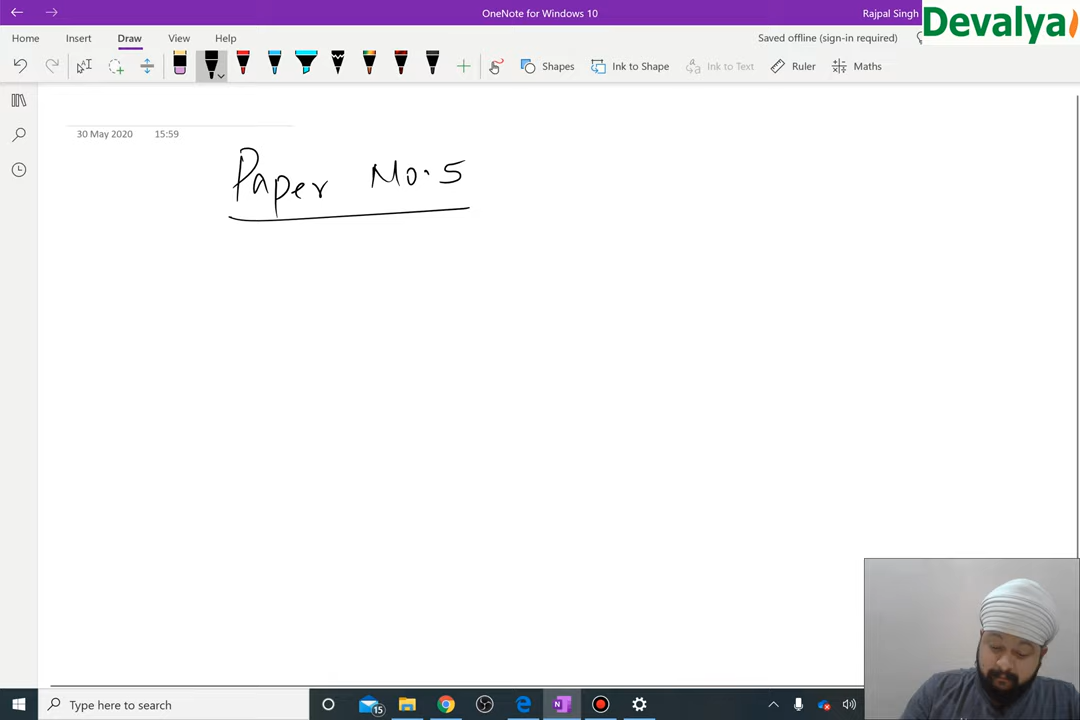 OneNote for Windows 10
Rajpal Singh
Devalya
Home Insert Draw View Help
Saved offline (sign-in required)
Shapes Ink to Shape Ink to Text Ruler Maths
30 May 2020 15:59
Paper No. 5
15
N
Type here to search